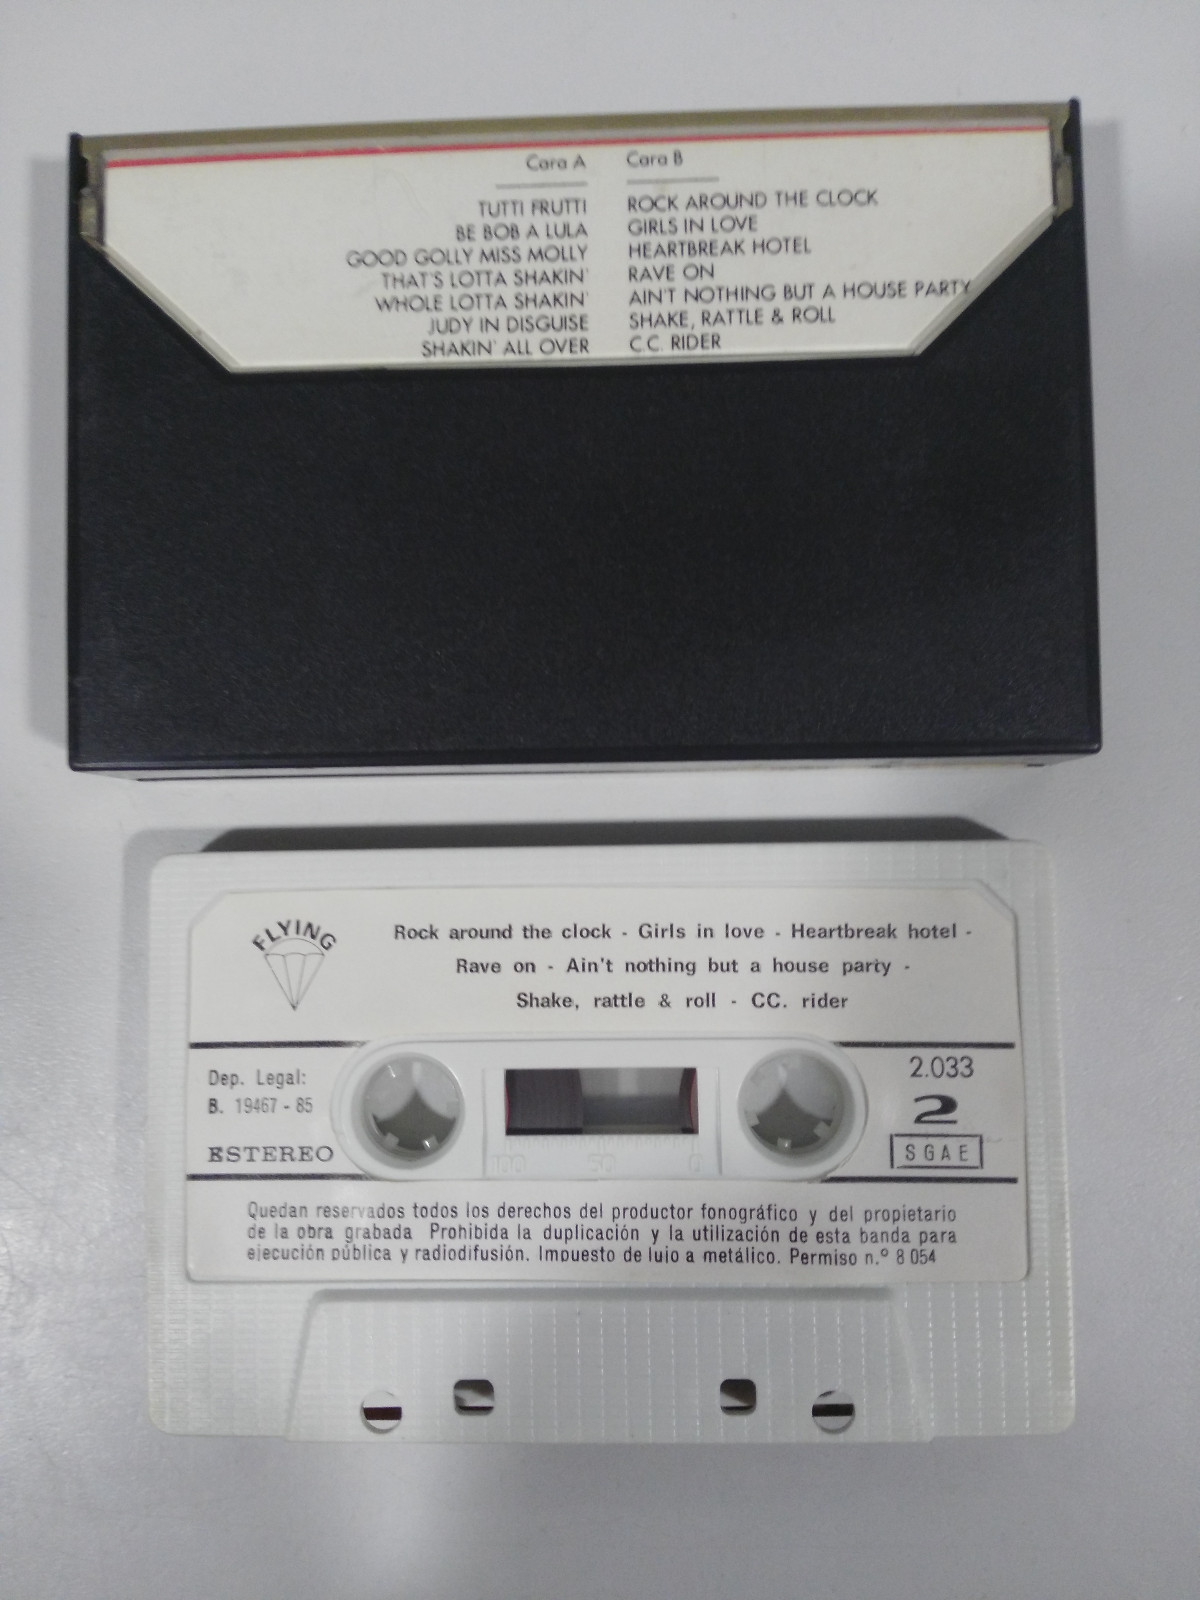 Cara A
TUTTI FRUTTI
BE BOB A LULA
GOOD GOLLY MISS MOLLY
THAT'S LOTTA SHAKIN'
WHOLE LOTTA SHAKIN'
JUDY IN DISGUISE
SHAKIN' ALL OVER
Cara B
ROCK AROUND THE CLOCK
GIRLS IN LOVE
HEARTBREAK HOTEL
RAVE ON
AIN'T NOTHING BUT A HOUSE PARTY
SHAKE, RATTLE & ROLL
C.C. RIDER
FLYING
Rock around the clock - Girls in love - Heartbreak hotel -
Rave on - Ain't nothing but a house party -
Shake, rattle & roll - CC. rider
Dep. Legal:
B. 19467 - 85
ESTEREO
100 50 0
2.033
2
SGAE
Quedan reservados todos los derechos del productor fonográfico y del propietario
de la obra grabada Prohibida la duplicación y la utilización de esta banda para
ejecución pública y radiodifusión. Impuesto de lujo a metálico. Permiso n.º 8 054